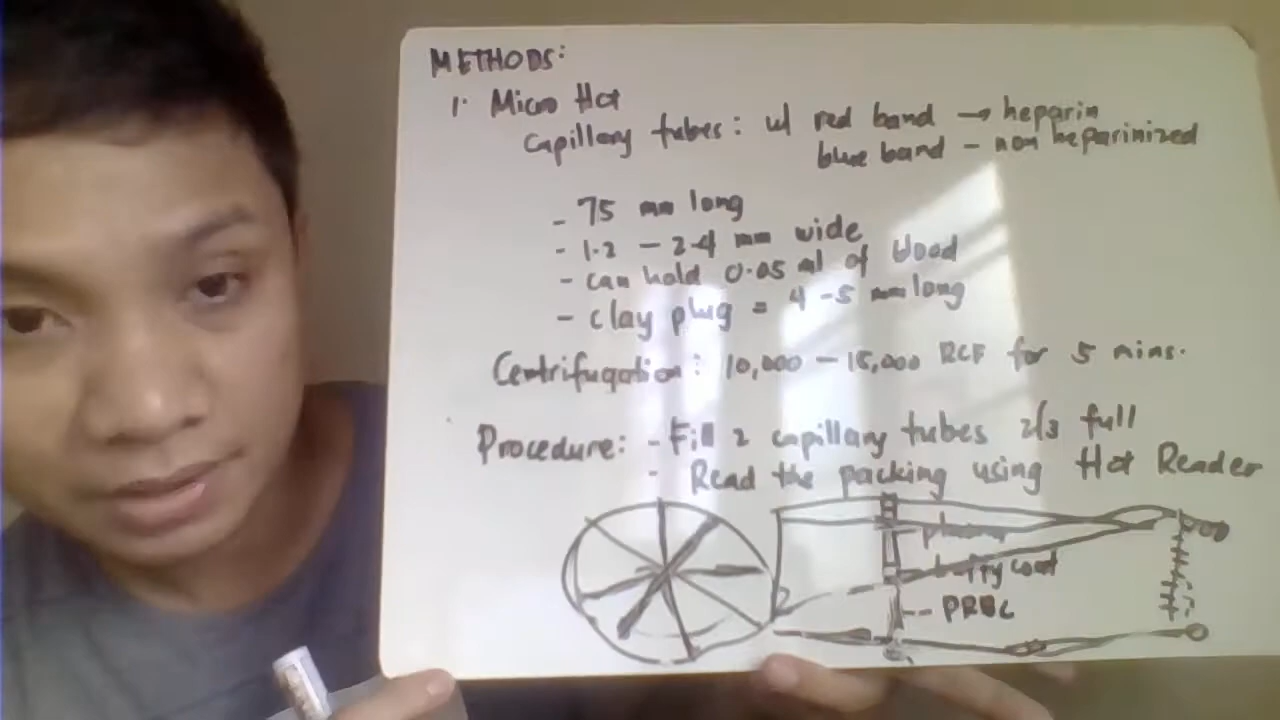 METHODS:
1. Micro Hct
Capillary tubes: w/ red band → heparin
blue band - non heparinized
- 75 mm long
- 1.2 - 2.4 mm wide
- can hold 0.05 ml of blood
- clay plug = 4-5 mm long
Centrifugation: 10,000 - 15,000 RCF for 5 mins.
Procedure: - Fill 2 capillary tubes 2/3 full
- Read the packing using Hct Reader
plasma
buffy coat
-- PRBC